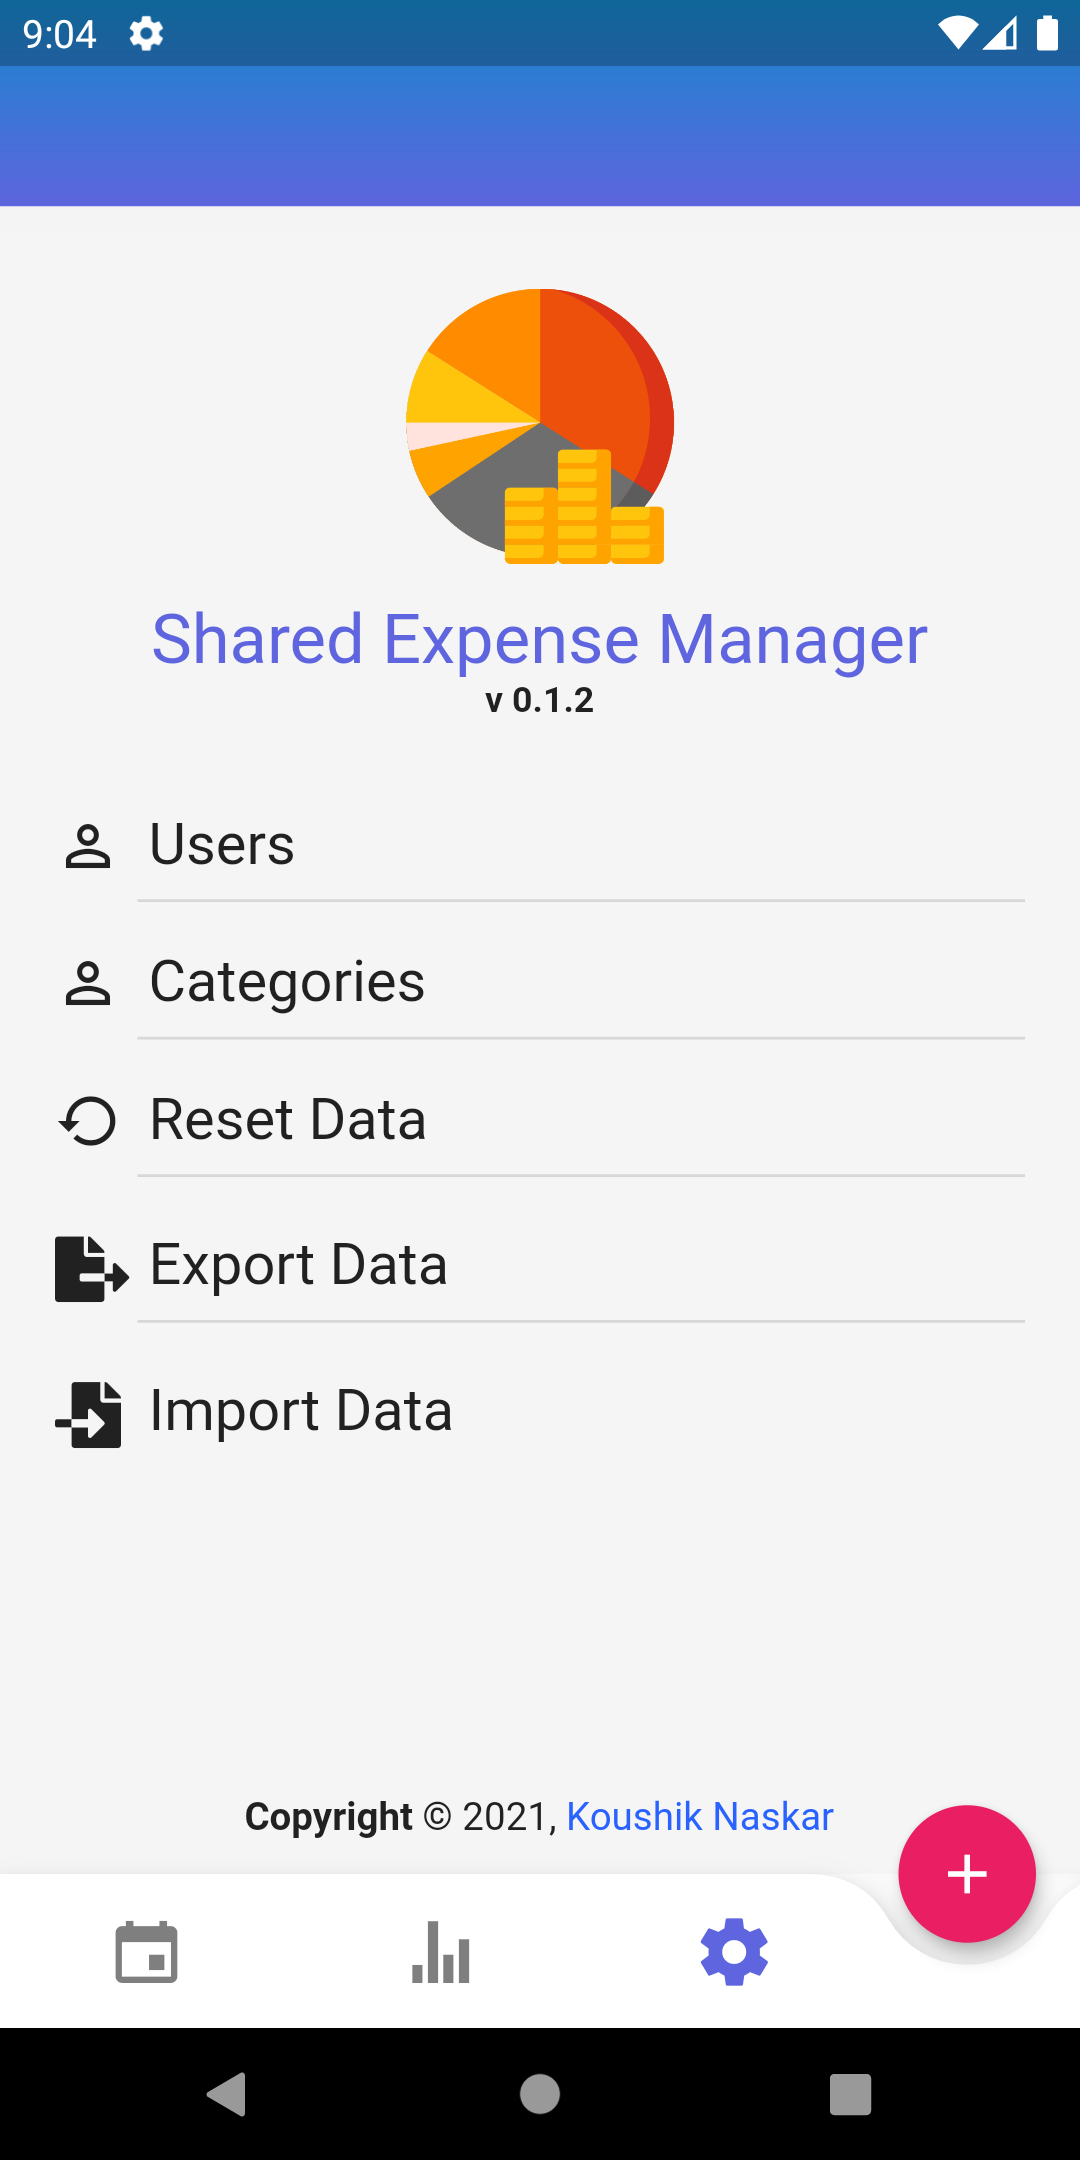 9:04
Shared Expense Manager
v 0.1.2
Users
Categories
Reset Data
Export Data
Import Data
Copyright © 2021, Koushik Naskar